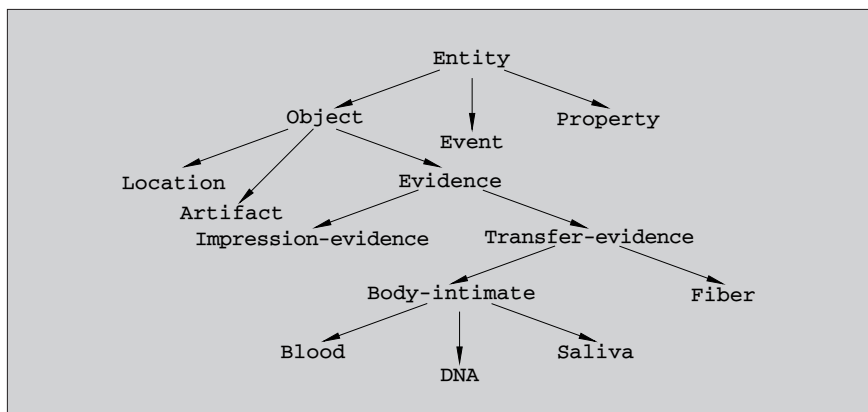 Entity
Object
Property
Event
Location
Evidence
Artifact
Impression-evidence
Transfer-evidence
Body-intimate
Fiber
Blood
Saliva
DNA